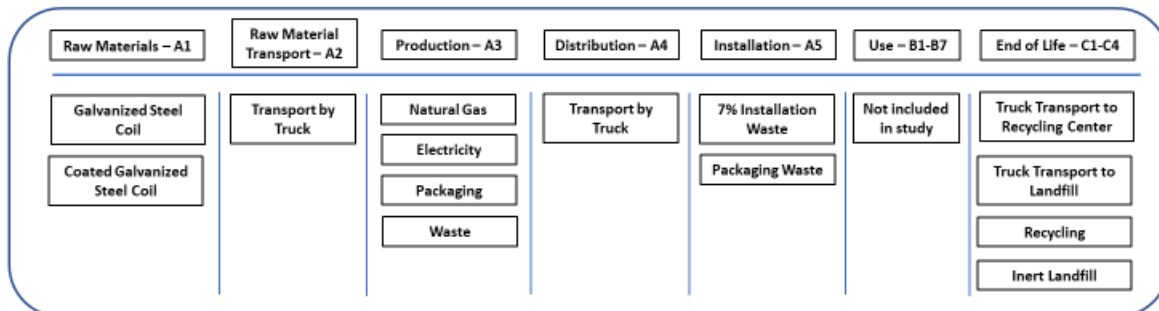 Raw Materials – A1
Raw Material
Transport – A2
Production – A3
Distribution – A4
Installation – A5
Use – B1-B7
End of Life – C1-C4
Galvanized Steel
Coil
Coated Galvanized
Steel Coil
Transport by
Truck
Natural Gas
Electricity
Packaging
Waste
Transport by
Truck
7% Installation
Waste
Packaging Waste
Not included
in study
Truck Transport to
Recycling Center
Truck Transport to
Landfill
Recycling
Inert Landfill